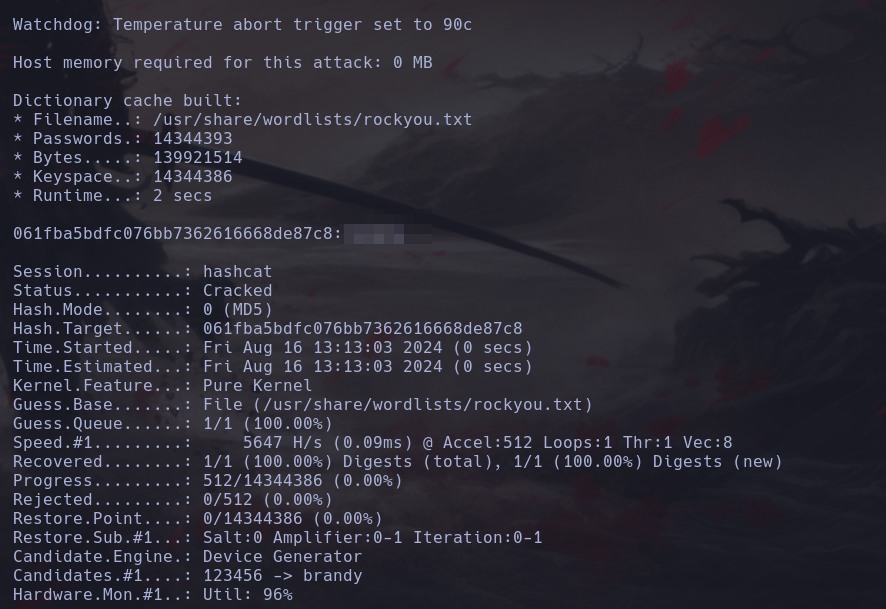 Watchdog: Temperature abort trigger set to 90c
Host memory required for this attack: 0 MB
Dictionary cache built:
* Filename..: /usr/share/wordlists/rockyou.txt
* Passwords.: 14344393
* Bytes.....: 139921514
* Keyspace..: 14344386
* Runtime...: 2 secs
061fba5bdfc076bb7362616668de87c8:
Session..........: hashcat
Status...........: Cracked
Hash.Mode........: 0 (MD5)
Hash.Target......: 061fba5bdfc076bb7362616668de87c8
Time.Started.....: Fri Aug 16 13:13:03 2024 (0 secs)
Time.Estimated...: Fri Aug 16 13:13:03 2024 (0 secs)
Kernel.Feature...: Pure Kernel
Guess.Base.......: File (/usr/share/wordlists/rockyou.txt)
Guess.Queue......: 1/1 (100.00%)
Speed.#1.........:     5647 H/s (0.09ms) @ Accel:512 Loops:1 Thr:1 Vec:8
Recovered........: 1/1 (100.00%) Digests (total), 1/1 (100.00%) Digests (new)
Progress.........: 512/14344386 (0.00%)
Rejected.........: 0/512 (0.00%)
Restore.Point....: 0/14344386 (0.00%)
Restore.Sub.#1...: Salt:0 Amplifier:0-1 Iteration:0-1
Candidate.Engine.: Device Generator
Candidates.#1....: 123456 -> brandy
Hardware.Mon.#1..: Util: 96%